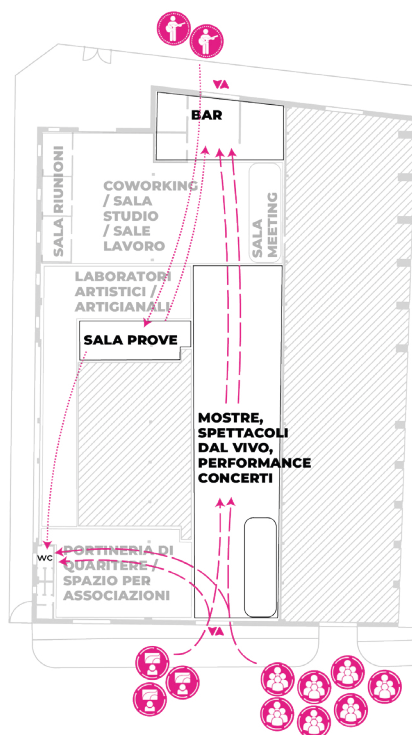 BAR
SALA RIUNIONI
COWORKING
/ SALA
STUDIO
/ SALE
LAVORO
SALA
MEETING
LABORATORI
ARTISTICI /
ARTIGIANALI
SALA PROVE
MOSTRE,
SPETTACOLI
DAL VIVO,
PERFORMANCE
CONCERTI
WC
PORTINERIA DI
QUARITERE /
SPAZIO PER
ASSOCIAZIONI